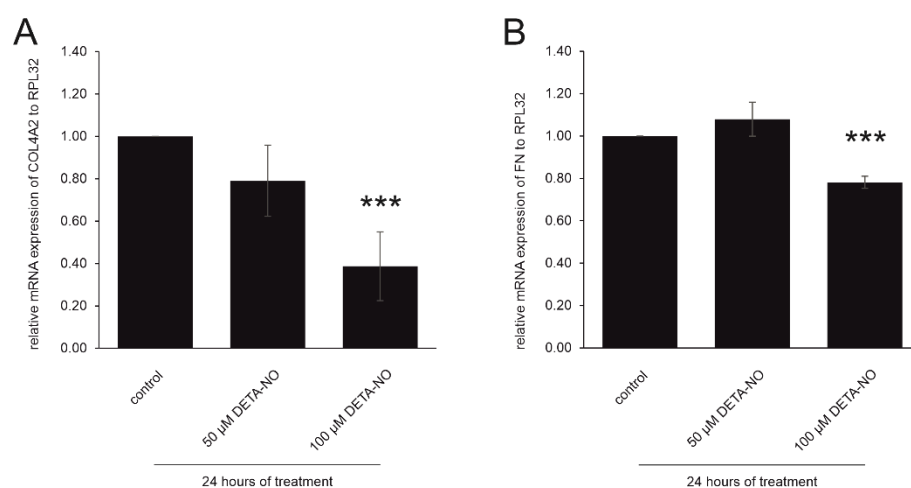 A
relative mRNA expression of COL4A2 to RPL32
1.40
1.20
1.00
0.80
0.60
0.40
0.20
0.00
***
control
50 µM DETA-NO
100 µM DETA-NO
24 hours of treatment
B
relative mRNA expression of FN to RPL32
1.40
1.20
1.00
0.80
0.60
0.40
0.20
0.00
***
control
50 µM DETA-NO
100 µM DETA-NO
24 hours of treatment